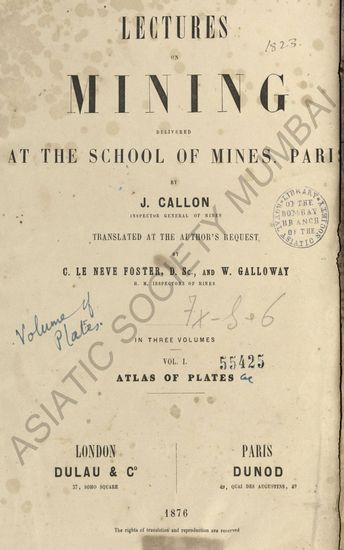 LECTURES
ON
1823.
MINING
DELIVERED
AT THE SCHOOL OF MINES, PARIS
BY
J. CALLON
INSPECTOR GENERAL OF MINES
LIBRARY
OF THE
BOMBAY
BRANCH
OF THE
ROYAL ASIATIC SOCIETY
TRANSLATED AT THE AUTHOR'S REQUEST
BY
C. LE NEVE FOSTER, D. Sc., AND W. GALLOWAY
H. M. INSPECTORS OF MINES
Volume of
Plates.
IN THREE VOLUMES
VOL. I.
55425
ATLAS OF PLATES
LONDON
DULAU & Co
37, SOHO SQUARE
PARIS
DUNOD
49, QUAI DES AUGUSTINS, 49
1876
The rights of translation and reproduction are reserved
ASIATIC SOCIETY MUMBAI